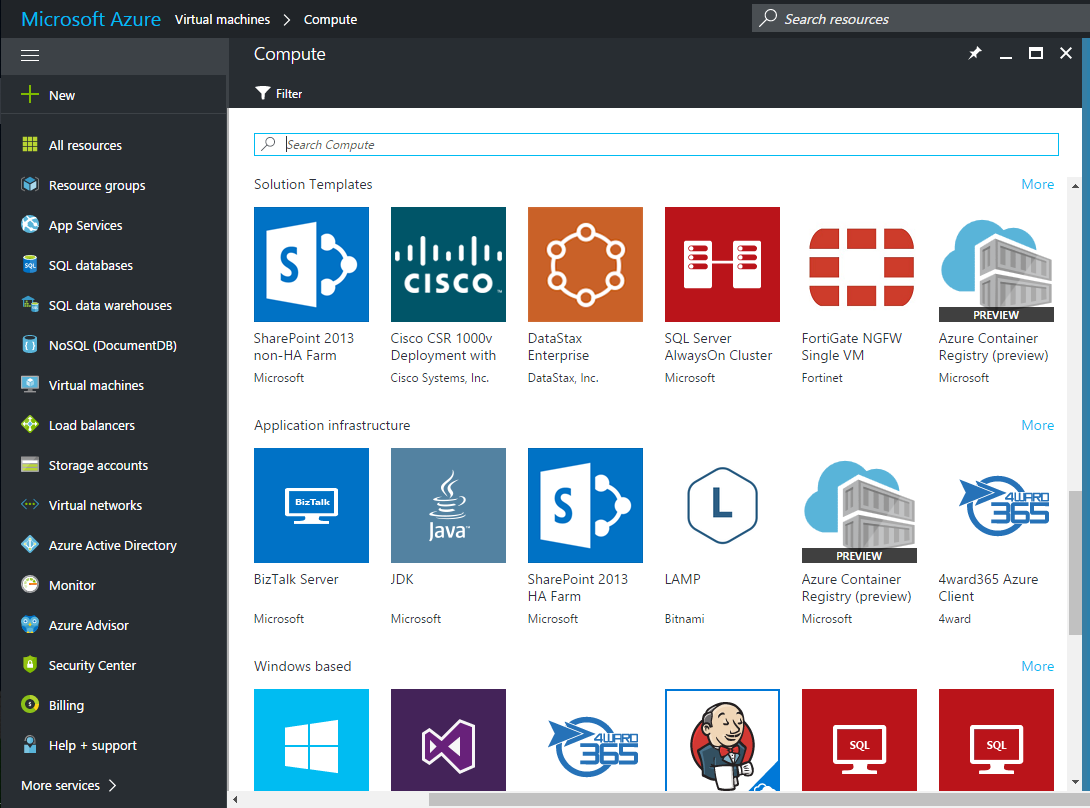 Microsoft Azure Virtual machines > Compute
Search resources
Compute
Filter
New
All resources
Resource groups
App Services
SQL databases
SQL data warehouses
NoSQL (DocumentDB)
Virtual machines
Load balancers
Storage accounts
Virtual networks
Azure Active Directory
Monitor
Azure Advisor
Security Center
Billing
Help + support
More services >
Search Compute
Solution Templates More
S
CISCO
PREVIEW
SharePoint 2013
non-HA Farm
Microsoft
Cisco CSR 1000v
Deployment with
Cisco Systems, Inc.
DataStax
Enterprise
DataStax, Inc.
SQL Server
AlwaysOn Cluster
Microsoft
FortiGate NGFW
Single VM
Fortinet
Azure Container
Registry (preview)
Microsoft
Application infrastructure More
BizTalk
Java™
S
L
PREVIEW
4WARD
365
BizTalk Server
Microsoft
JDK
Microsoft
SharePoint 2013
HA Farm
Microsoft
LAMP
Bitnami
Azure Container
Registry (preview)
Microsoft
4ward365 Azure
Client
4ward
Windows based More
4WARD
365
SQL
SQL